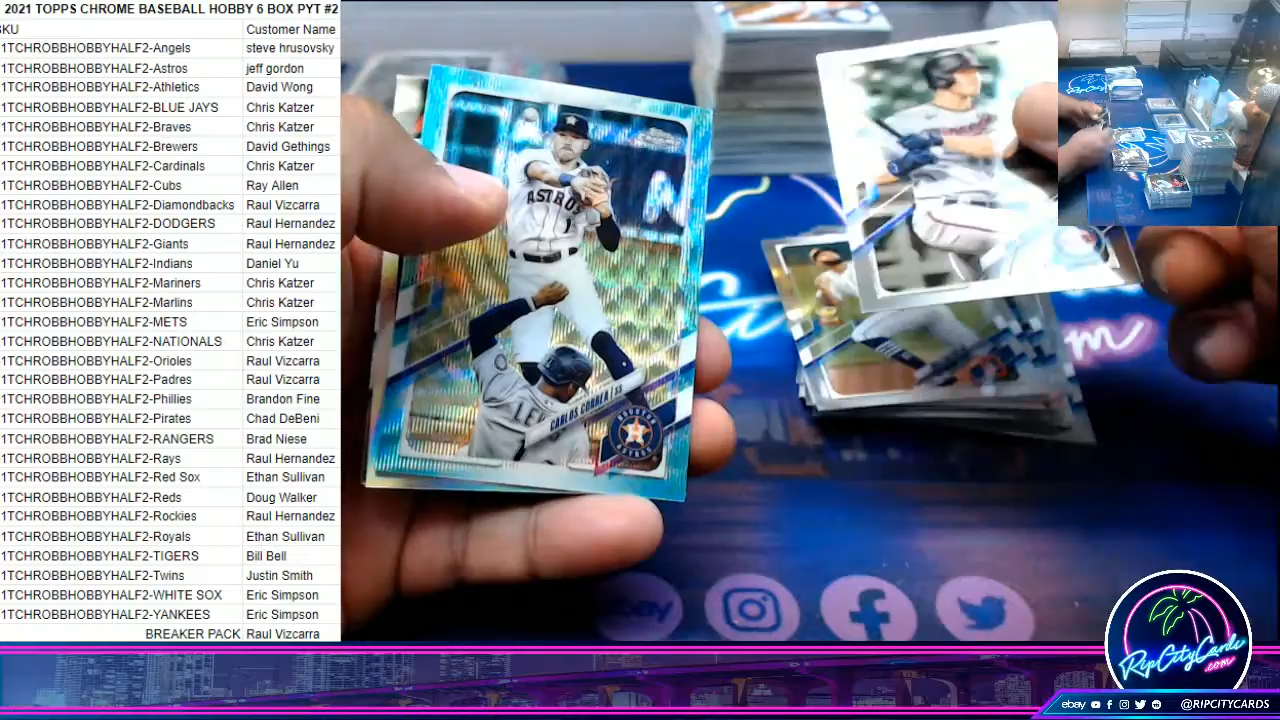 2021 TOPPS CHROME BASEBALL HOBBY 6 BOX PYT #2
SKU Customer Name
1TCHROBBHOBBYHALF2-Angels steve hrusovsky
1TCHROBBHOBBYHALF2-Astros jeff gordon
1TCHROBBHOBBYHALF2-Athletics David Wong
1TCHROBBHOBBYHALF2-BLUE JAYS Chris Katzer
1TCHROBBHOBBYHALF2-Braves Chris Katzer
1TCHROBBHOBBYHALF2-Brewers David Gethings
1TCHROBBHOBBYHALF2-Cardinals Chris Katzer
1TCHROBBHOBBYHALF2-Cubs Ray Allen
1TCHROBBHOBBYHALF2-Diamondbacks Raul Vizcarra
1TCHROBBHOBBYHALF2-DODGERS Raul Hernandez
1TCHROBBHOBBYHALF2-Giants Raul Hernandez
1TCHROBBHOBBYHALF2-Indians Daniel Yu
1TCHROBBHOBBYHALF2-Mariners Chris Katzer
1TCHROBBHOBBYHALF2-Marlins Chris Katzer
1TCHROBBHOBBYHALF2-METS Eric Simpson
1TCHROBBHOBBYHALF2-NATIONALS Chris Katzer
1TCHROBBHOBBYHALF2-Orioles Raul Vizcarra
1TCHROBBHOBBYHALF2-Padres Raul Vizcarra
1TCHROBBHOBBYHALF2-Phillies Brandon Fine
1TCHROBBHOBBYHALF2-Pirates Chad DeBeni
1TCHROBBHOBBYHALF2-RANGERS Brad Niese
1TCHROBBHOBBYHALF2-Rays Raul Hernandez
1TCHROBBHOBBYHALF2-Red Sox Ethan Sullivan
1TCHROBBHOBBYHALF2-Reds Doug Walker
1TCHROBBHOBBYHALF2-Rockies Raul Hernandez
1TCHROBBHOBBYHALF2-Royals Ethan Sullivan
1TCHROBBHOBBYHALF2-TIGERS Bill Bell
1TCHROBBHOBBYHALF2-Twins Justin Smith
1TCHROBBHOBBYHALF2-WHITE SOX Eric Simpson
1TCHROBBHOBBYHALF2-YANKEES Eric Simpson
BREAKER PACK Raul Vizcarra
ASTROS
1
CARLOS CORREA | SS
HOUSTON
ASTROS
ebay
RipCityCards
.com
ebay @RIPCITYCARDS